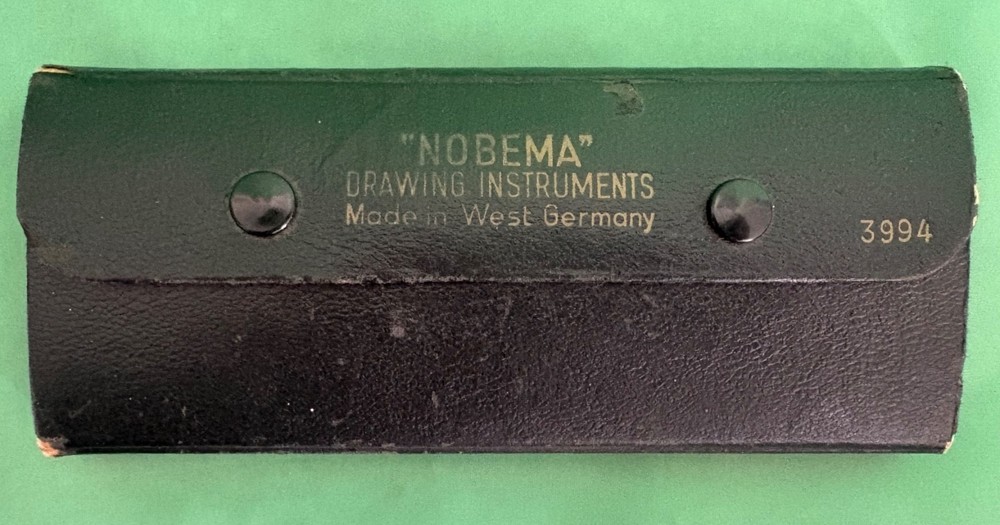 "NOBEMA"
DRAWING INSTRUMENTS
Made in West Germany
3994